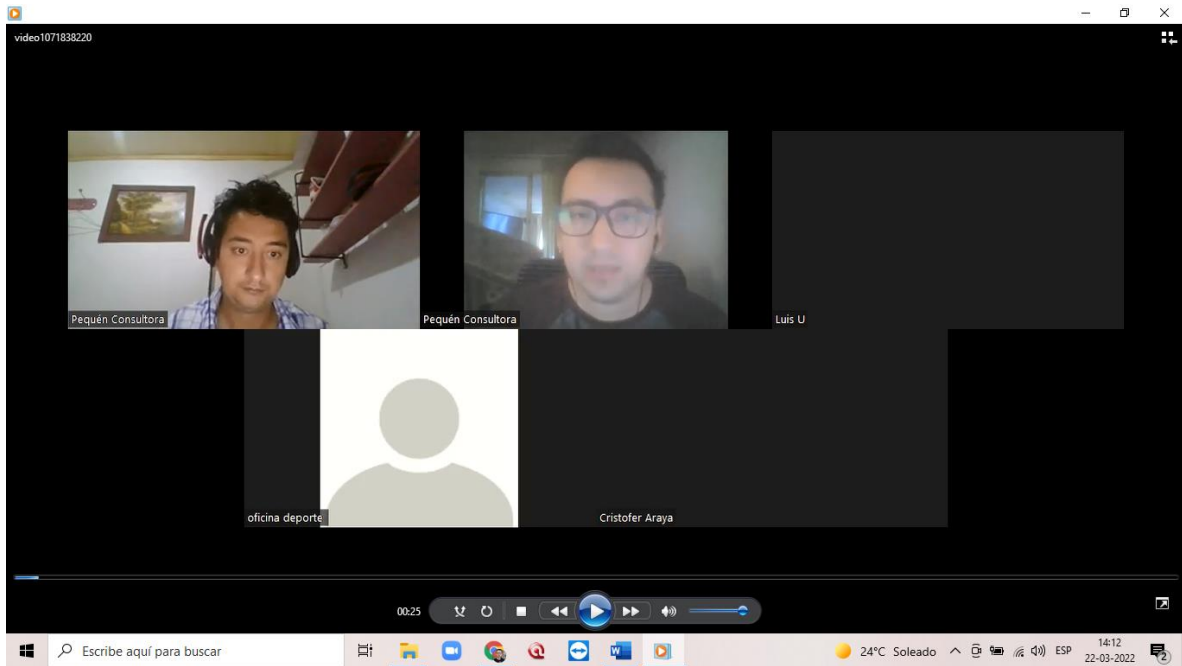 video1071838220
Pequén Consultora
Pequén Consultora
Luis U
oficina deporte
Cristofer Araya
00:25
Escribe aquí para buscar
24°C Soleado
ESP
14:12
22-03-2022
2